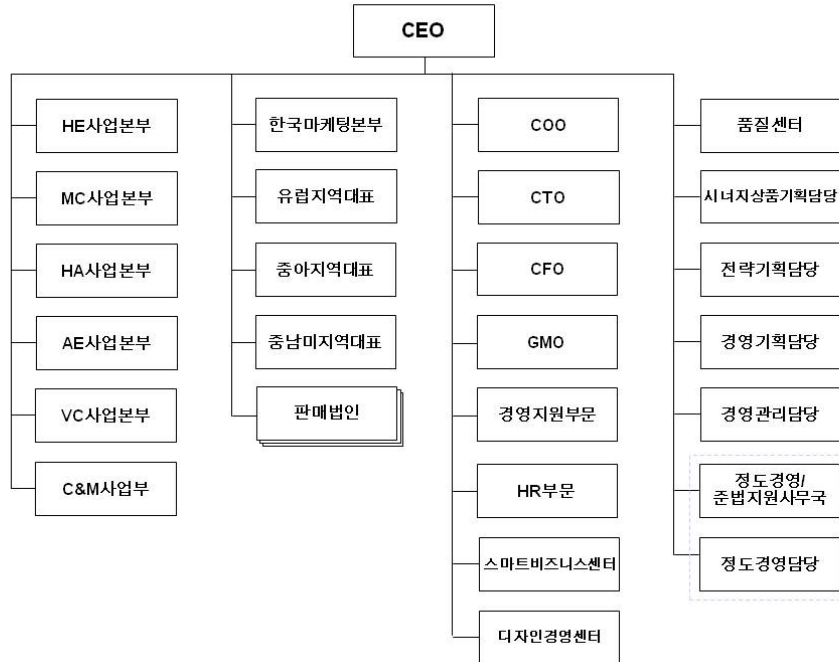 CEO
HE사업본부
MC사업본부
HA사업본부
AE사업본부
VC사업본부
C&M사업부
한국마케팅본부
유럽지역대표
중아지역대표
중남미지역대표
판매법인
COO
CTO
CFO
GMO
경영지원부문
HR부문
스마트비즈니스센터
디자인경영센터
품질센터
시너지상품기획담당
전략기획담당
경영기획담당
경영관리담당
정도경영/
준법지원사무국
정도경영담당